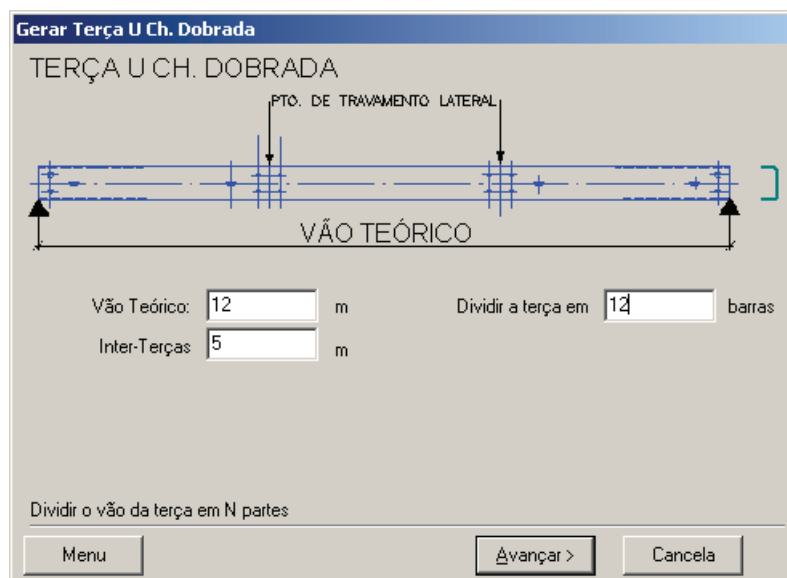 Gerar Terça U Ch. Dobrada
TERÇA U CH. DOBRADA
PTO. DE TRAVAMENTO LATERAL
VÃO TEÓRICO
Vão Teórico: 12 m Dividir a terça em 12 barras
Inter-Terças 5 m
Dividir o vão da terça em N partes
Menu Avançar > Cancela